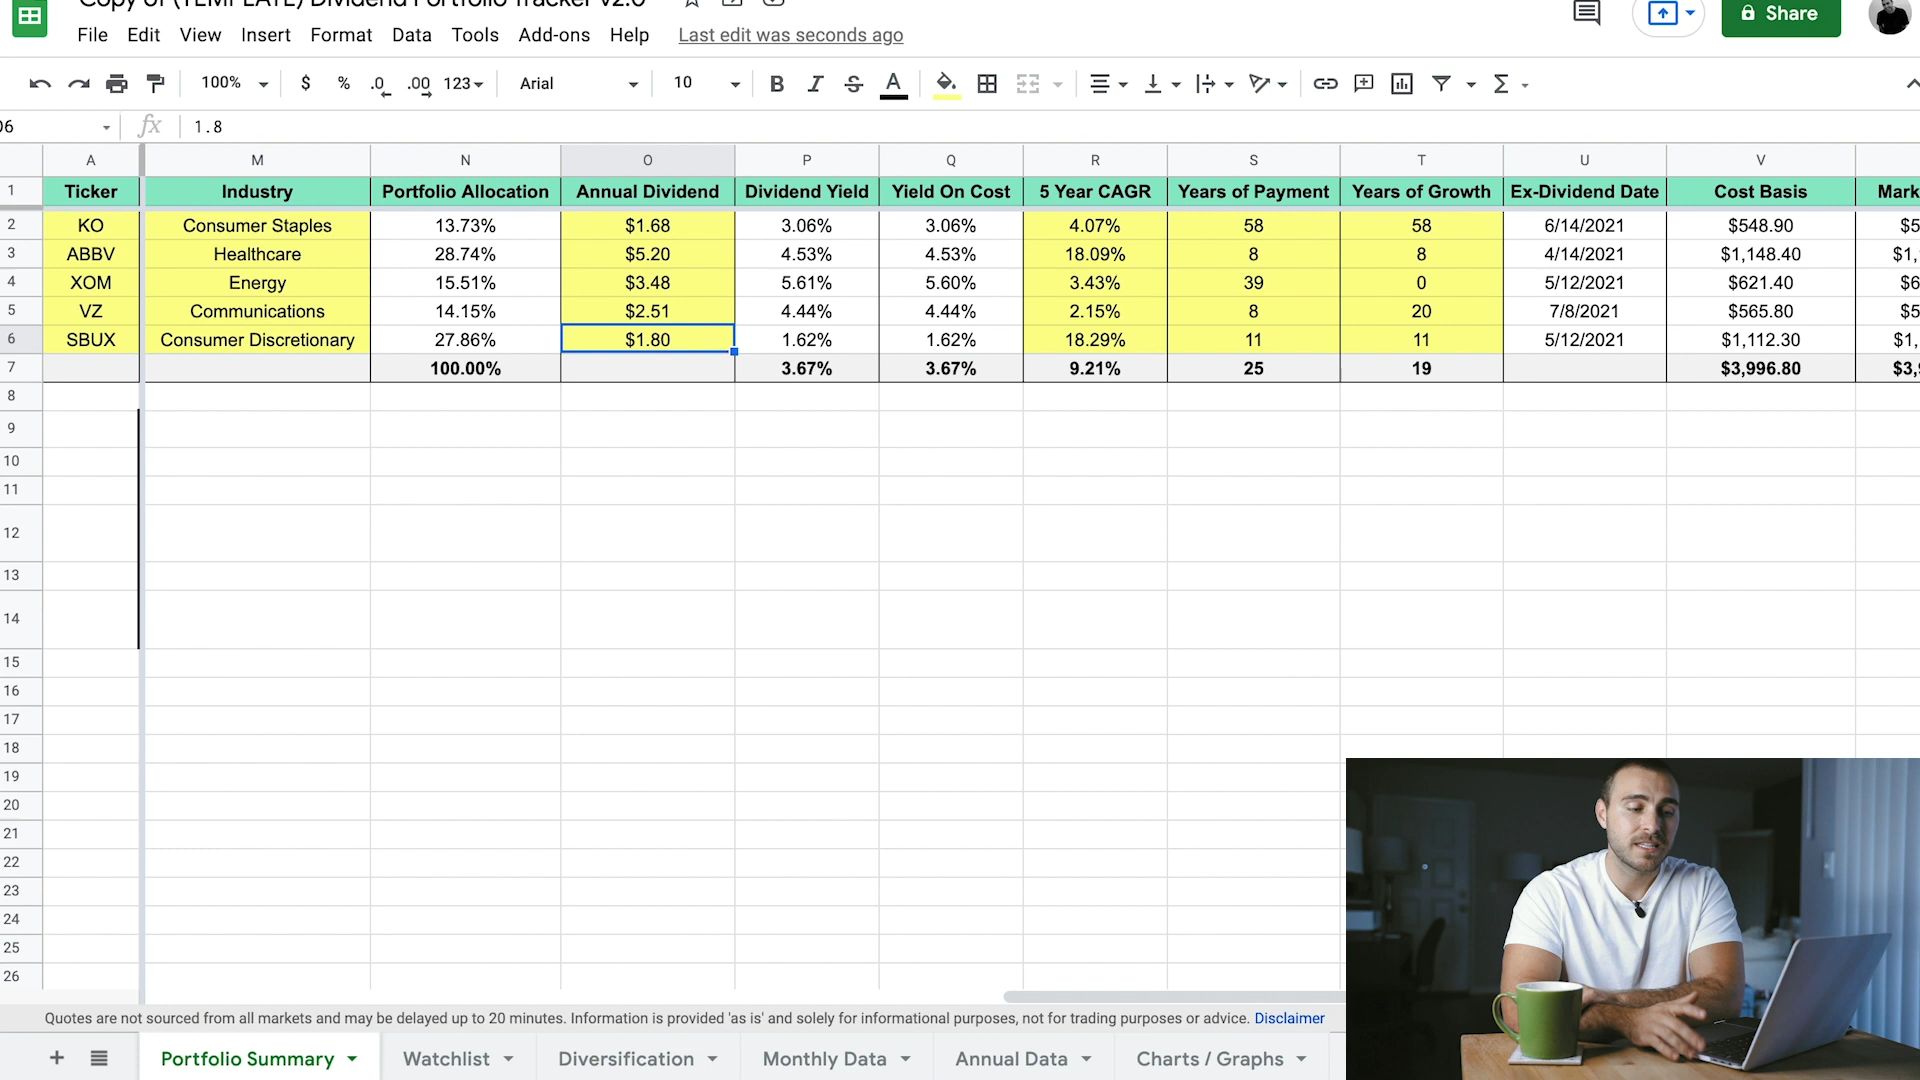 Copy of (TEMPLATE) Dividend Portfolio Tracker v2.0
File Edit View Insert Format Data Tools Add-ons Help Last edit was seconds ago
Share
100% $ % .0 .00 123 Arial 10 B I S A
fx 1.8
A M N O P Q R S T U V
1 Ticker Industry Portfolio Allocation Annual Dividend Dividend Yield Yield On Cost 5 Year CAGR Years of Payment Years of Growth Ex-Dividend Date Cost Basis Mark
2 KO Consumer Staples 13.73% $1.68 3.06% 3.06% 4.07% 58 58 6/14/2021 $548.90 $5
3 ABBV Healthcare 28.74% $5.20 4.53% 4.53% 18.09% 8 8 4/14/2021 $1,148.40 $1,
4 XOM Energy 15.51% $3.48 5.61% 5.60% 3.43% 39 0 5/12/2021 $621.40 $6
5 VZ Communications 14.15% $2.51 4.44% 4.44% 2.15% 8 20 7/8/2021 $565.80 $5
6 SBUX Consumer Discretionary 27.86% $1.80 1.62% 1.62% 18.29% 11 11 5/12/2021 $1,112.30 $1,
7 100.00% 3.67% 3.67% 9.21% 25 19 $3,996.80 $3,
8
9
10
11
12
13
14
15
16
17
18
19
20
21
22
23
24
25
26
Quotes are not sourced from all markets and may be delayed up to 20 minutes. Information is provided 'as is' and solely for informational purposes, not for trading purposes or advice. Disclaimer
Portfolio Summary Watchlist Diversification Monthly Data Annual Data Charts / Graphs